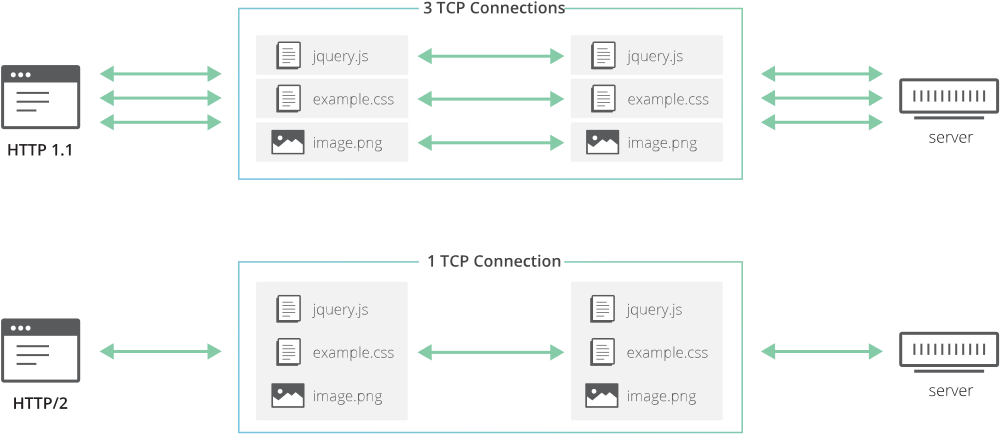 3 TCP Connections
jquery.js
jquery.js
example.css
example.css
image.png
image.png
HTTP 1.1
server
1 TCP Connection
jquery.js
jquery.js
example.css
example.css
image.png
image.png
HTTP/2
server